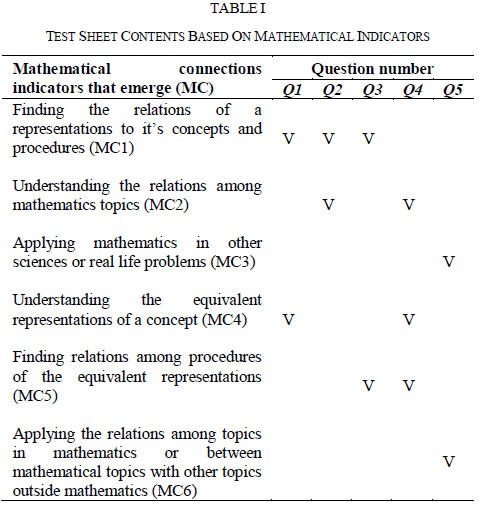 TABLE I
TEST SHEET CONTENTS BASED ON MATHEMATICAL INDICATORS
Mathematical connections Question number
indicators that emerge (MC) Q1 Q2 Q3 Q4 Q5
Finding the relations of a
representations to it's concepts and
procedures (MC1) V V V
Understanding the relations among
mathematics topics (MC2) V V
Applying mathematics in other
sciences or real life problems (MC3) V
Understanding the equivalent
representations of a concept (MC4) V V
Finding relations among procedures
of the equivalent representations
(MC5) V V
Applying the relations among topics
in mathematics or between
mathematical topics with other topics
outside mathematics (MC6) V